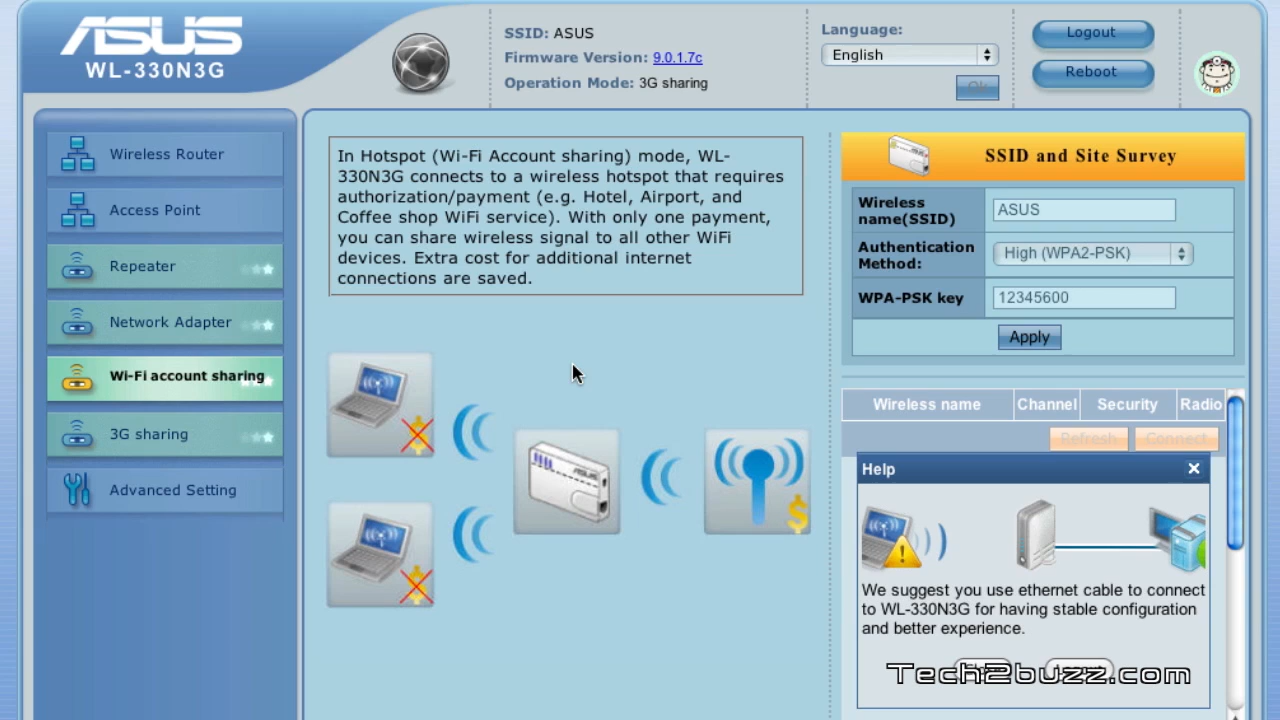 ASUS
WL-330N3G
SSID: ASUS
Firmware Version: 9.0.1.7c
Operation Mode: 3G sharing
Language:
English
Ok
Logout
Reboot
Wireless Router
Access Point
Repeater
Network Adapter
Wi-Fi account sharing
3G sharing
Advanced Setting
In Hotspot (Wi-Fi Account sharing) mode, WL-
330N3G connects to a wireless hotspot that requires
authorization/payment (e.g. Hotel, Airport, and
Coffee shop WiFi service). With only one payment,
you can share wireless signal to all other WiFi
devices. Extra cost for additional internet
connections are saved.
SSID and Site Survey
Wireless
name(SSID)
ASUS
Authentication
Method:
High (WPA2-PSK)
WPA-PSK key
12345600
Apply
Wireless name Channel Security Radio
Refresh Connect
Help
We suggest you use ethernet cable to connect
to WL-330N3G for having stable configuration
and better experience.
Tech2buzz.com